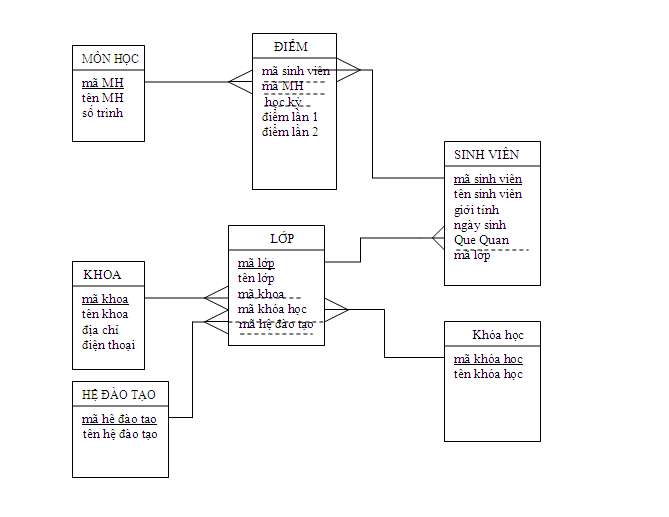 MÔN HỌC
mã MH
tên MH
số trình
ĐIỂM
mã sinh viên
mã MH
học kỳ
điểm lần 1
điểm lần 2
SINH VIÊN
mã sinh viên
tên sinh viên
giới tính
ngày sinh
Que Quan
mã lớp
LỚP
mã lớp
tên lớp
mã khoa
mã khóa học
mã hệ đào tạo
KHOA
mã khoa
tên khoa
địa chỉ
điện thoại
Khóa học
mã khóa học
tên khóa học
HỆ ĐÀO TẠO
mã hê đào tao
tên hệ đào tạo